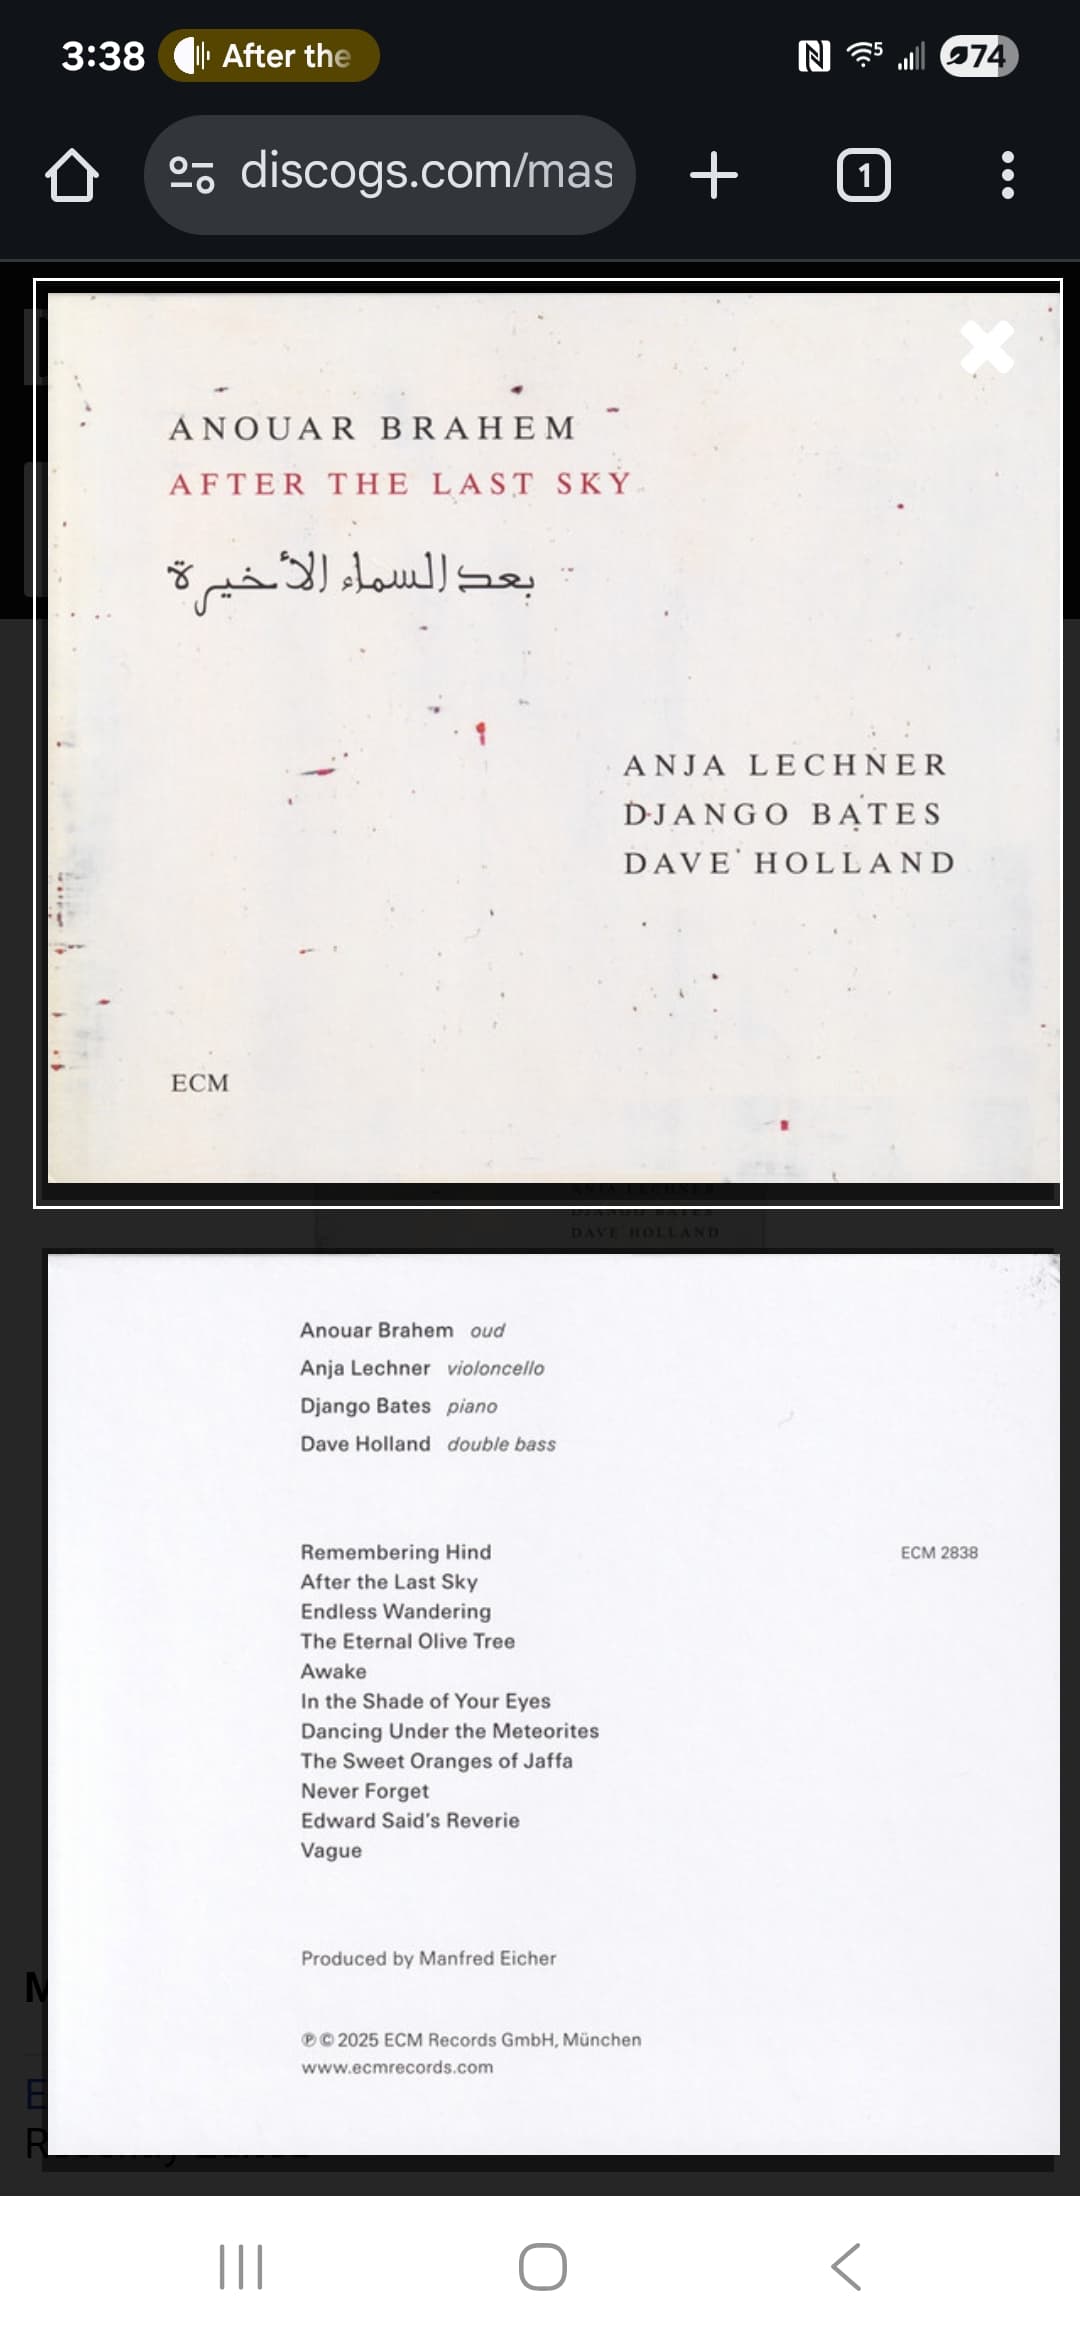 3:38 After the 5 74
discogs.com/mas 1
ANOUAR BRAHEM
AFTER THE LAST SKY
بعد السماء الأخيرة
ANJA LECHNER
DJANGO BATES
DAVE HOLLAND
ECM
DAVE HOLLAND
Anouar Brahem oud
Anja Lechner violoncello
Django Bates piano
Dave Holland double bass
Remembering Hind ECM 2838
After the Last Sky
Endless Wandering
The Eternal Olive Tree
Awake
In the Shade of Your Eyes
Dancing Under the Meteorites
The Sweet Oranges of Jaffa
Never Forget
Edward Said's Reverie
Vague
Produced by Manfred Eicher
℗ © 2025 ECM Records GmbH, München
www.ecmrecords.com